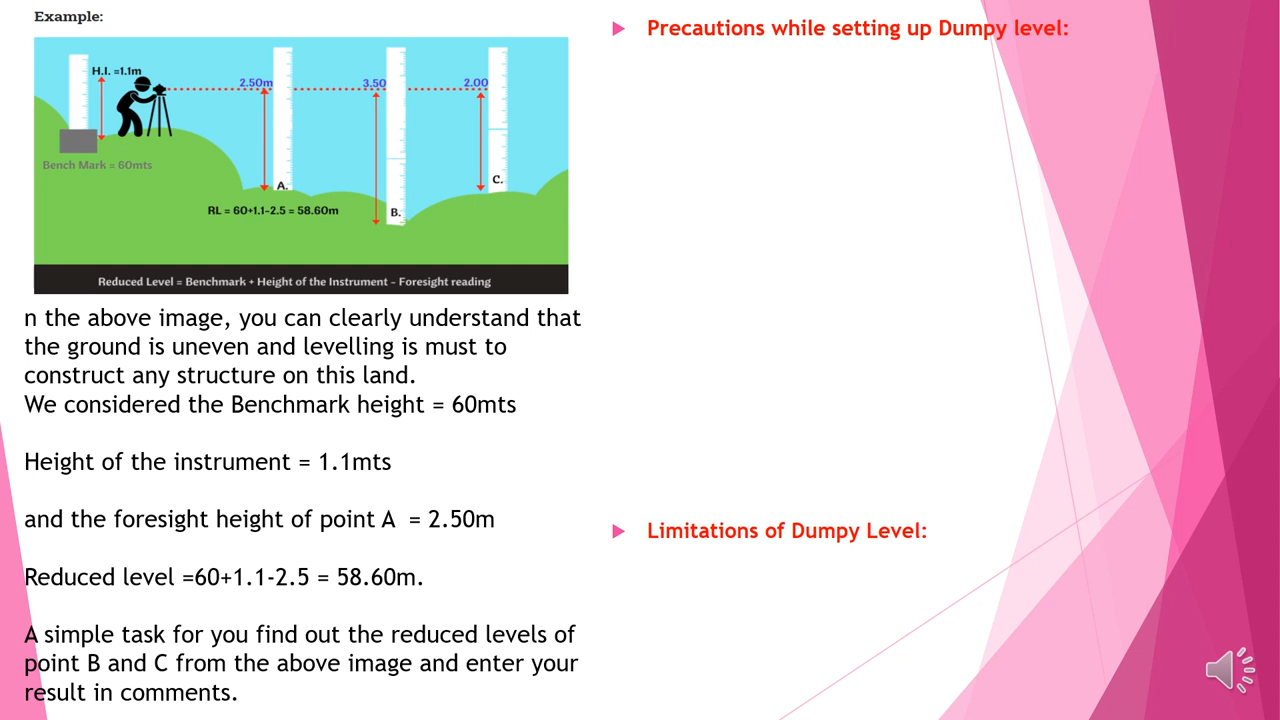 Example:
H.I. =1.1m
2.50m
3.50
2.00
Bench Mark = 60mts
A.
B.
C.
RL = 60+1.1-2.5 = 58.60m
Reduced Level = Benchmark + Height of the Instrument - Foresight reading
n the above image, you can clearly understand that
the ground is uneven and levelling is must to
construct any structure on this land.
We considered the Benchmark height = 60mts
Height of the instrument = 1.1mts
and the foresight height of point A = 2.50m
Reduced level =60+1.1-2.5 = 58.60m.
A simple task for you find out the reduced levels of
point B and C from the above image and enter your
result in comments.
Precautions while setting up Dumpy level:
Limitations of Dumpy Level: